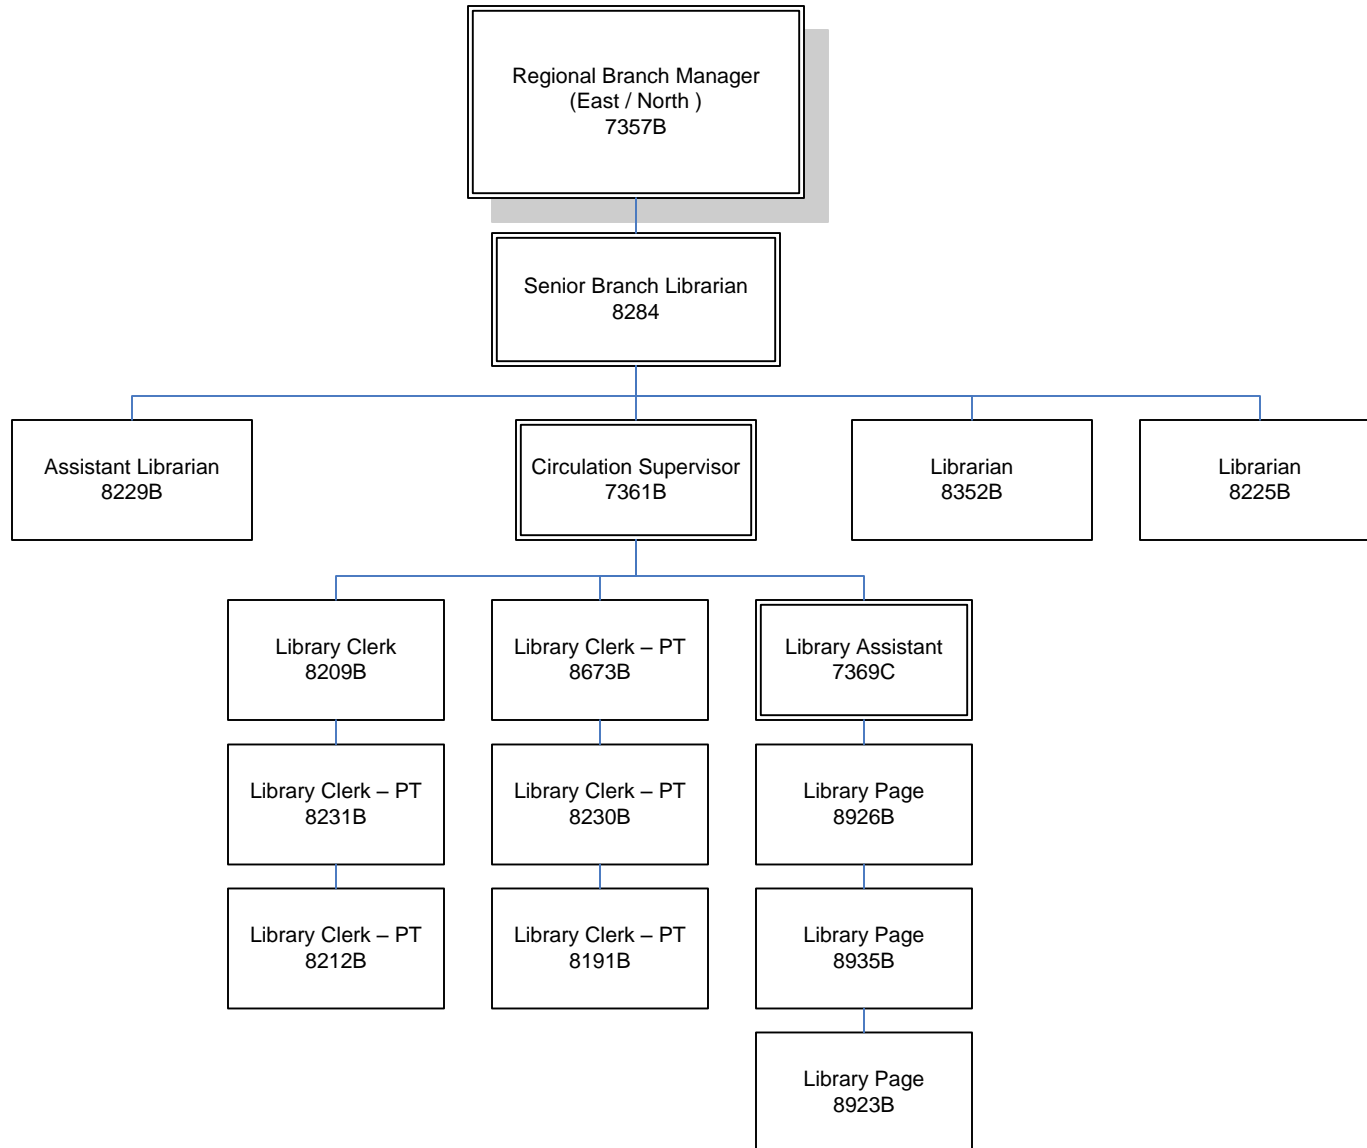 Regional Branch Manager
(East / North )
7357B
Senior Branch Librarian
8284
Assistant Librarian
8229B
Circulation Supervisor
7361B
Librarian
8352B
Librarian
8225B
Library Clerk
8209B
Library Clerk – PT
8673B
Library Assistant
7369C
Library Clerk – PT
8231B
Library Clerk – PT
8230B
Library Page
8926B
Library Clerk – PT
8212B
Library Clerk – PT
8191B
Library Page
8935B
Library Page
8923B